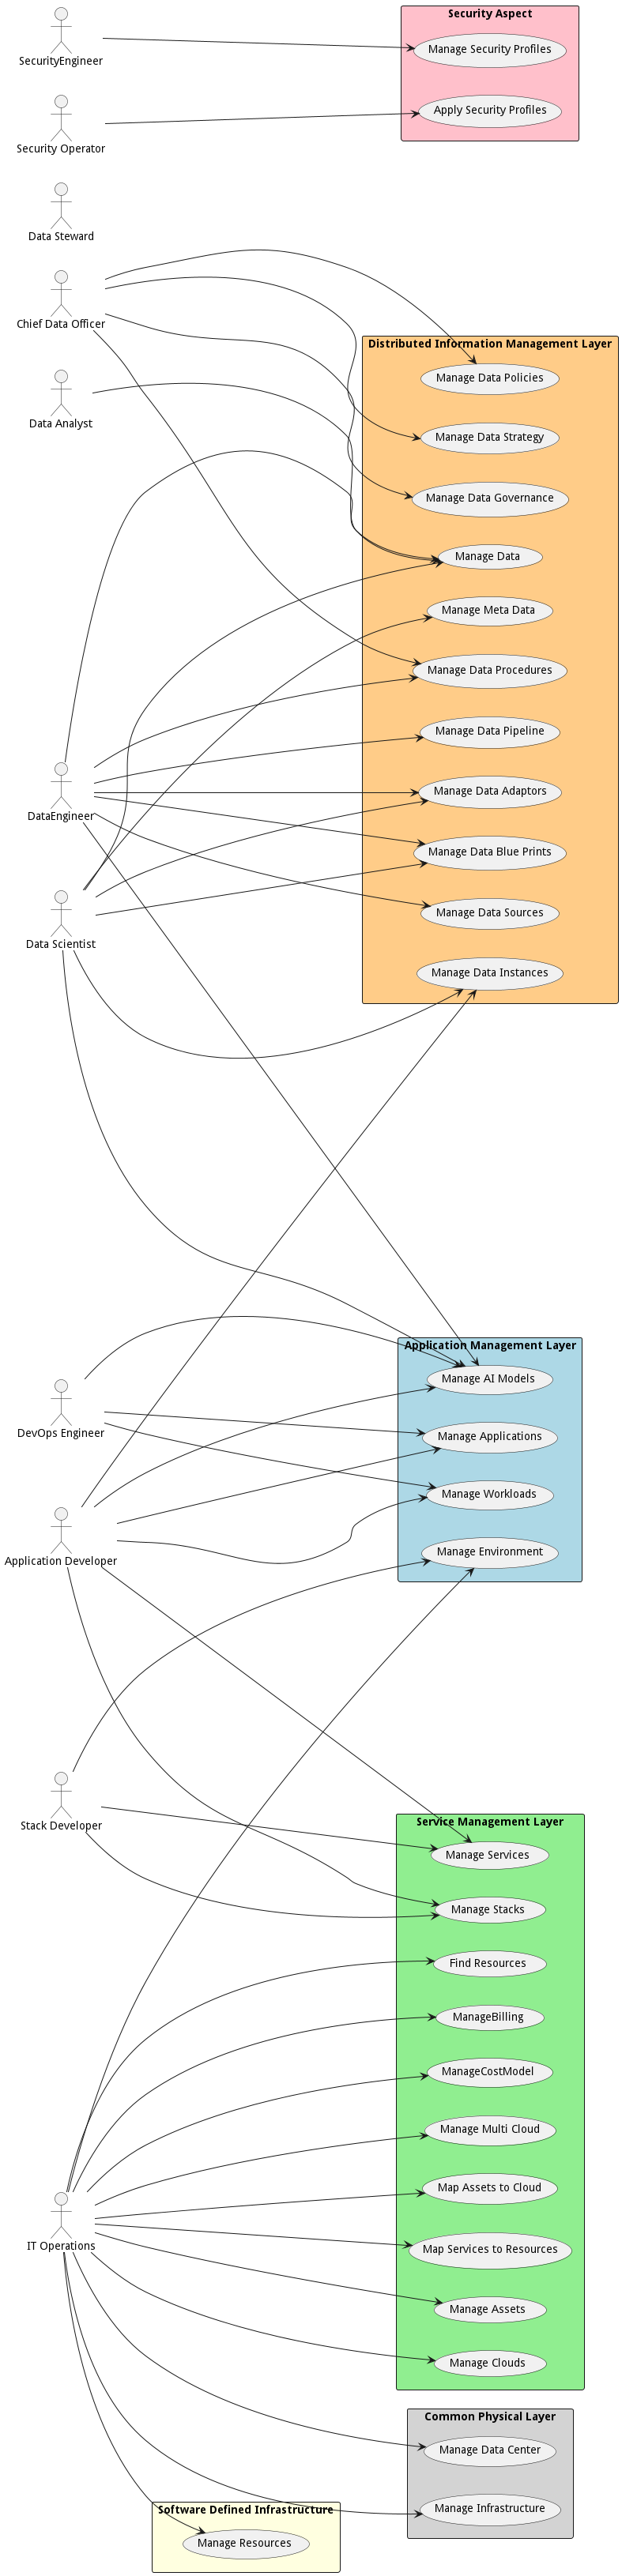 Security Aspect
SecurityEngineer
Manage Security Profiles
Security Operator
Apply Security Profiles
Data Steward
Chief Data Officer
Distributed Information Management Layer
Manage Data Policies
Data Analyst
Manage Data Strategy
Manage Data Governance
Manage Data
Manage Meta Data
Manage Data Procedures
Manage Data Pipeline
DataEngineer
Manage Data Adaptors
Manage Data Blue Prints
Data Scientist
Manage Data Sources
Manage Data Instances
Application Management Layer
Manage AI Models
DevOps Engineer
Manage Applications
Manage Workloads
Application Developer
Manage Environment
Stack Developer
Service Management Layer
Manage Services
Manage Stacks
Find Resources
ManageBilling
ManageCostModel
Manage Multi Cloud
Map Assets to Cloud
IT Operations
Map Services to Resources
Manage Assets
Manage Clouds
Common Physical Layer
Manage Data Center
Manage Infrastructure
Software Defined Infrastructure
Manage Resources